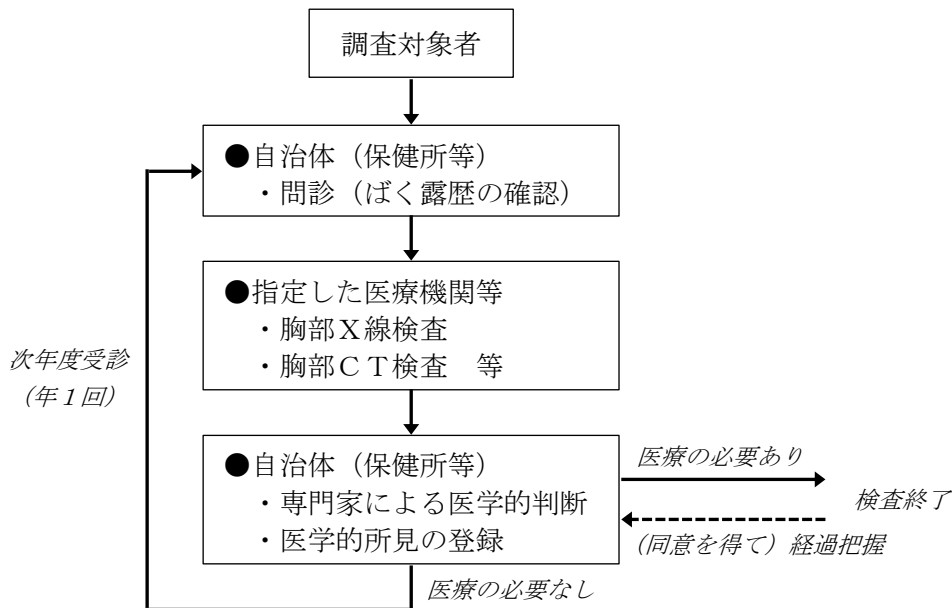 調査対象者
●自治体（保健所等）
・問診（ばく露歴の確認）
●指定した医療機関等
・胸部Ｘ線検査
・胸部ＣＴ検査　等
次年度受診
（年１回）
●自治体（保健所等）
・専門家による医学的判断
・医学的所見の登録
医療の必要あり
検査終了
（同意を得て）経過把握
医療の必要なし